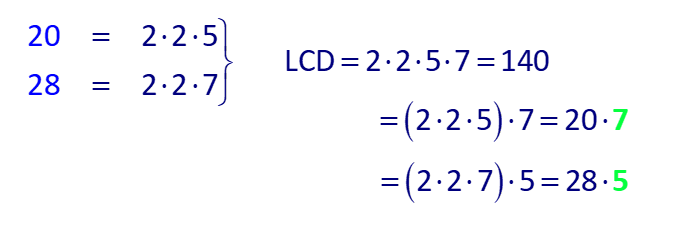 20 = 2·2·5
28 = 2·2·7
LCD = 2·2·5·7 = 140
= (2·2·5)·7 = 20·7
= (2·2·7)·5 = 28·5